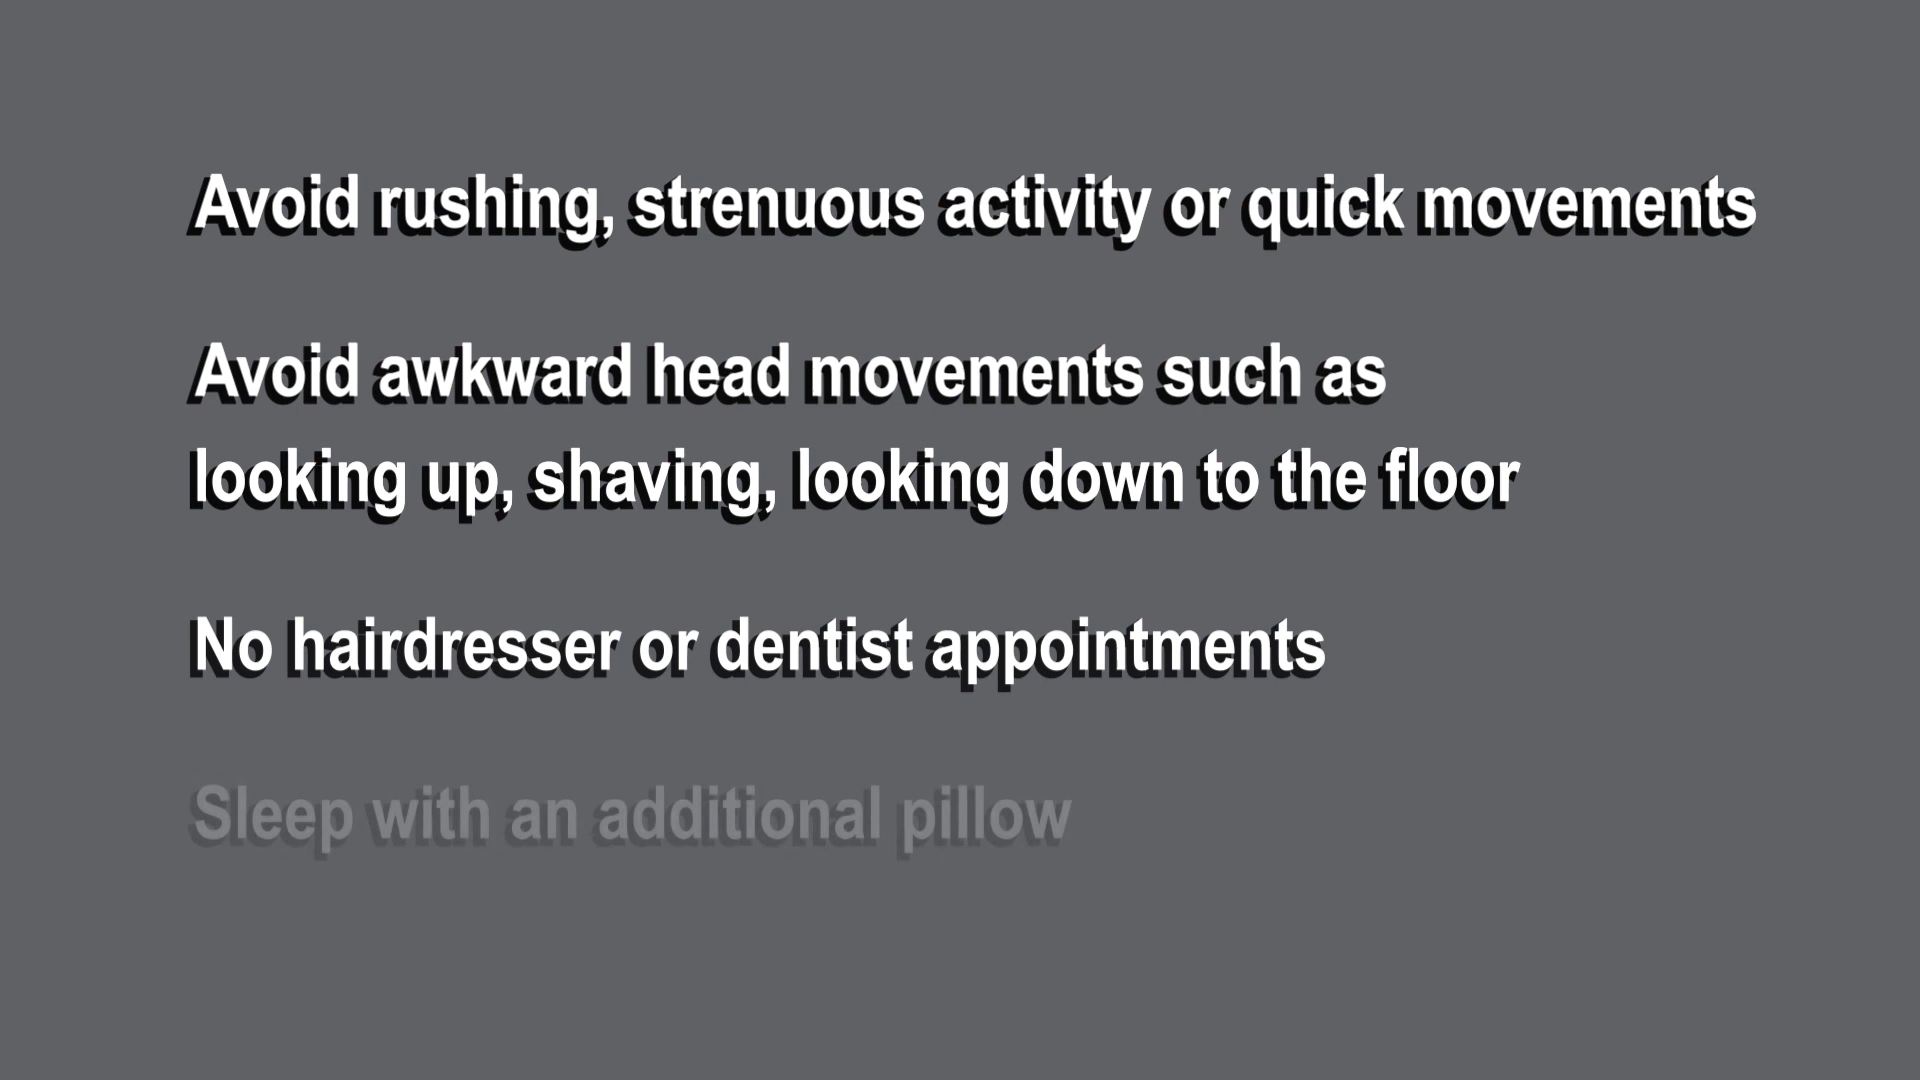 Avoid rushing, strenuous activity or quick movements
Avoid awkward head movements such as
looking up, shaving, looking down to the floor
No hairdresser or dentist appointments
Sleep with an additional pillow